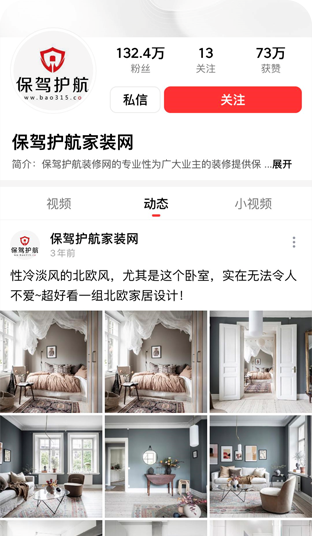 保驾护航
www.bao315.co
132.4万
13
73万
粉丝
关注
获赞
私信
关注
保驾护航家装网
简介：保驾护航装修网的专业性为广大业主的装修提供保 ...展开
视频
动态
小视频
保驾护航
保驾护航家装网
3年前
性冷淡风的北欧风，尤其是这个卧室，实在无法令人
不爱~超好看一组北欧家居设计！